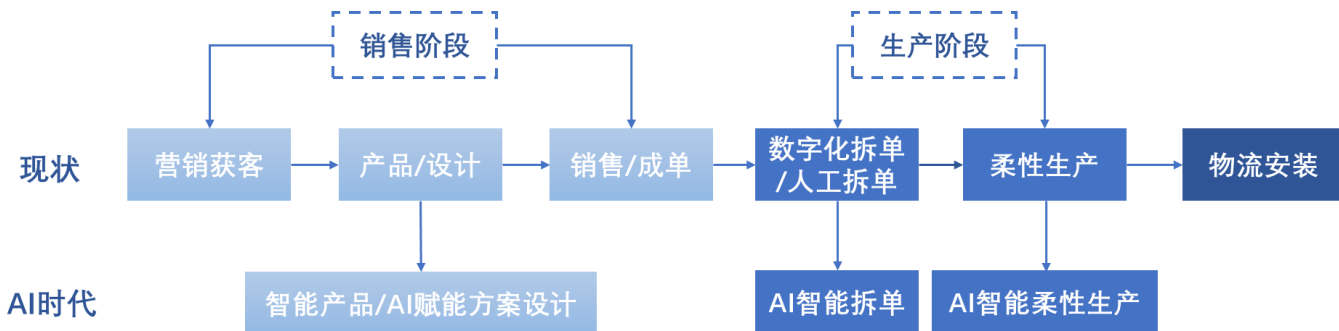 销售阶段
生产阶段
现状
营销获客
产品/设计
销售/成单
数字化拆单
/人工拆单
柔性生产
物流安装
AI时代
智能产品/AI赋能方案设计
AI智能拆单
AI智能柔性生产